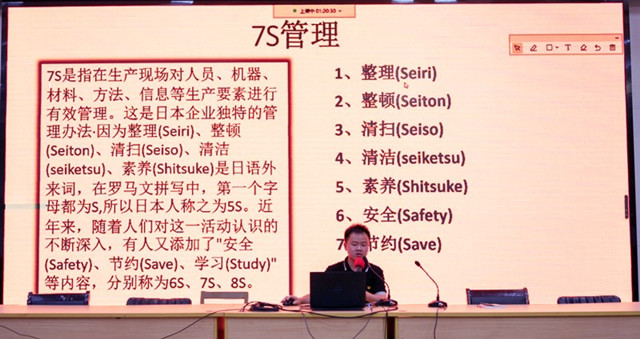 上课中 01:20:50
7S管理
7S是指在生产现场对人员、机器、
材料、方法、信息等生产要素进行
有效管理。这是日本企业独特的管
理办法·因为整理(Seiri)、整顿
(Seiton)、清扫(Seiso)、清洁
(seiketsu)、素养(Shitsuke)是日语外
来词，在罗马文拼写中，第一个字
母都为S,所以日本人称之为5S。近
年来，随着人们对这一活动认识的
不断深入，有人又添加了"安全
(Safety)、节约(Save)、学习(Study)"
等内容，分别称为6S、7S、8S。
1、整理(Seiri)
2、整顿(Seiton)
3、清扫(Seiso)
4、清洁(seiketsu)
5、素养(Shitsuke)
6、安全(Safety)
7 节约(Save)